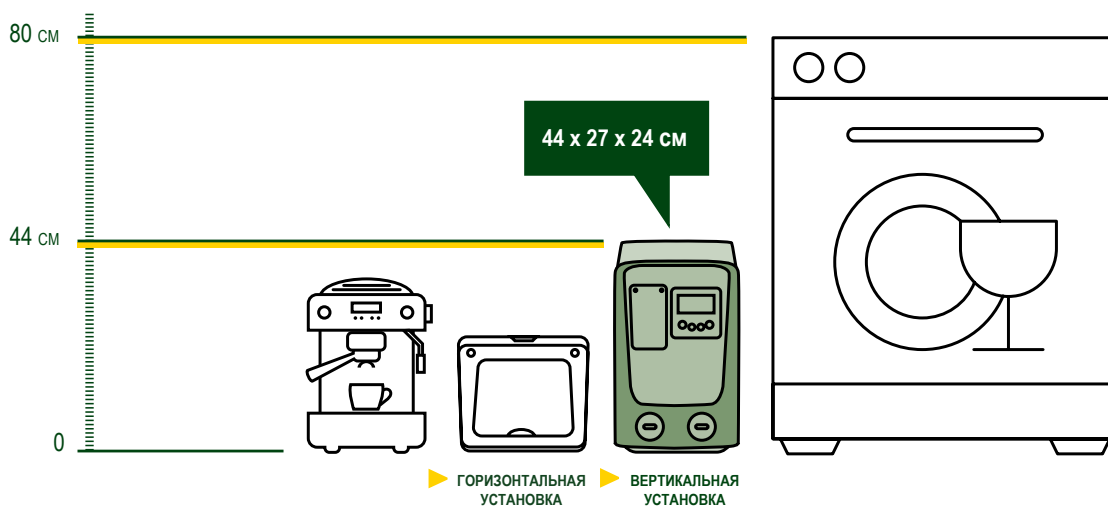 80 см
44 x 27 x 24 см
44 см
0
ГОРИЗОНТАЛЬНАЯ
УСТАНОВКА
ВЕРТИКАЛЬНАЯ
УСТАНОВКА